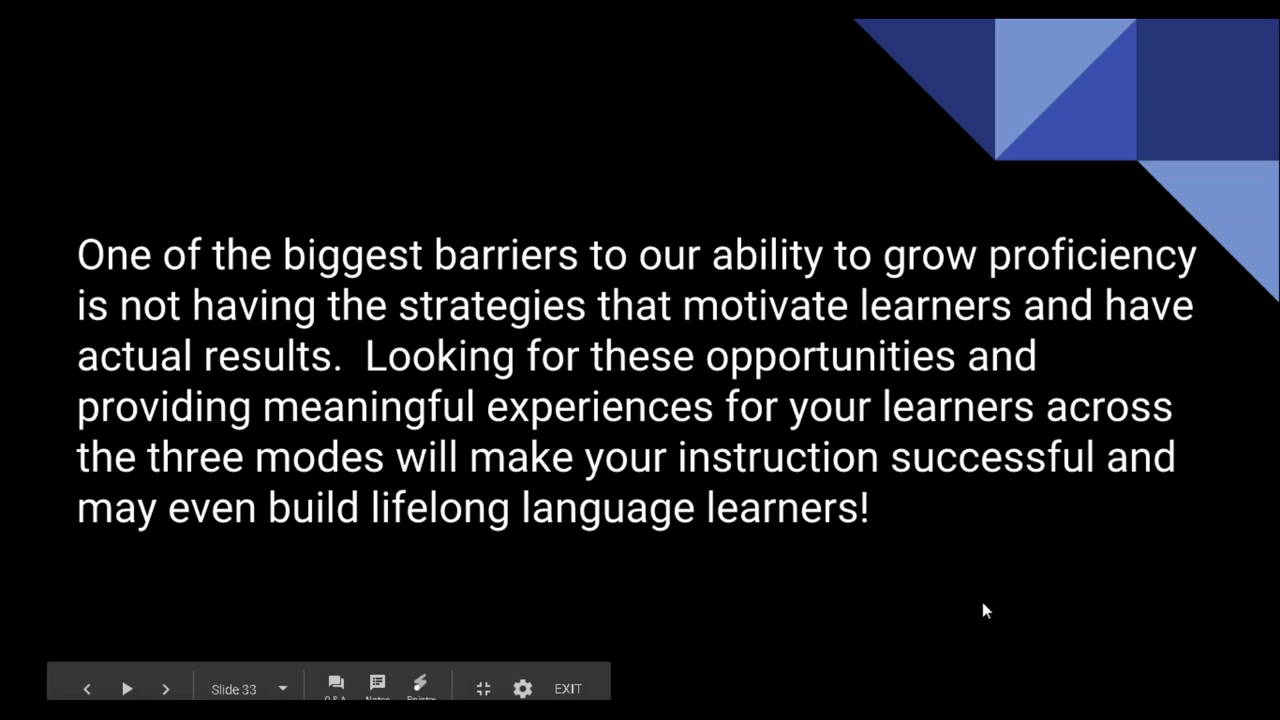 One of the biggest barriers to our ability to grow proficiency
is not having the strategies that motivate learners and have
actual results.  Looking for these opportunities and
providing meaningful experiences for your learners across
the three modes will make your instruction successful and
may even build lifelong language learners!
Slide 33
EXIT